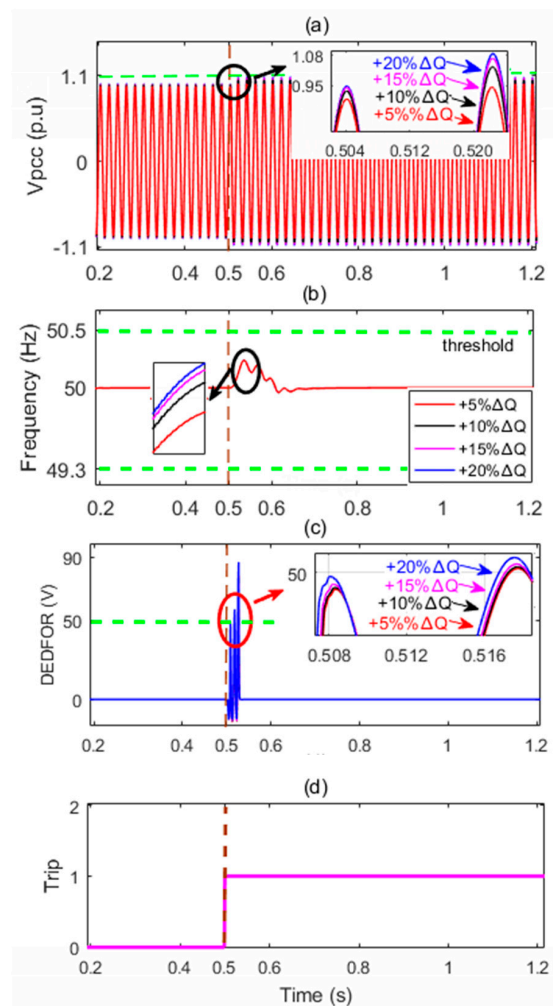 (a)
Vpcc (p.u)
1.1
0
-1.1
1.08
0.95
+20%ΔQ
+15%ΔQ
+10%ΔQ
+5%%ΔQ
0.504 0.512 0.520
0.2 0.4 0.5 0.6 0.8 1 1.2
(b)
Frequency (Hz)
50.5
50
49.3
threshold
+5%ΔQ
+10%ΔQ
+15%ΔQ
+20%ΔQ
0.2 0.4 0.5 0.6 0.8 1 1.2
(c)
DEDFOR (V)
90
50
0
50
+20%ΔQ
+15%ΔQ
+10%ΔQ
+5%%ΔQ
0.508 0.512 0.516
0.2 0.4 0.5 0.6 0.8 1 1.2
(d)
Trip
2
1
0
0.2 0.4 0.5 0.6 0.8 1 1.2
Time (s)